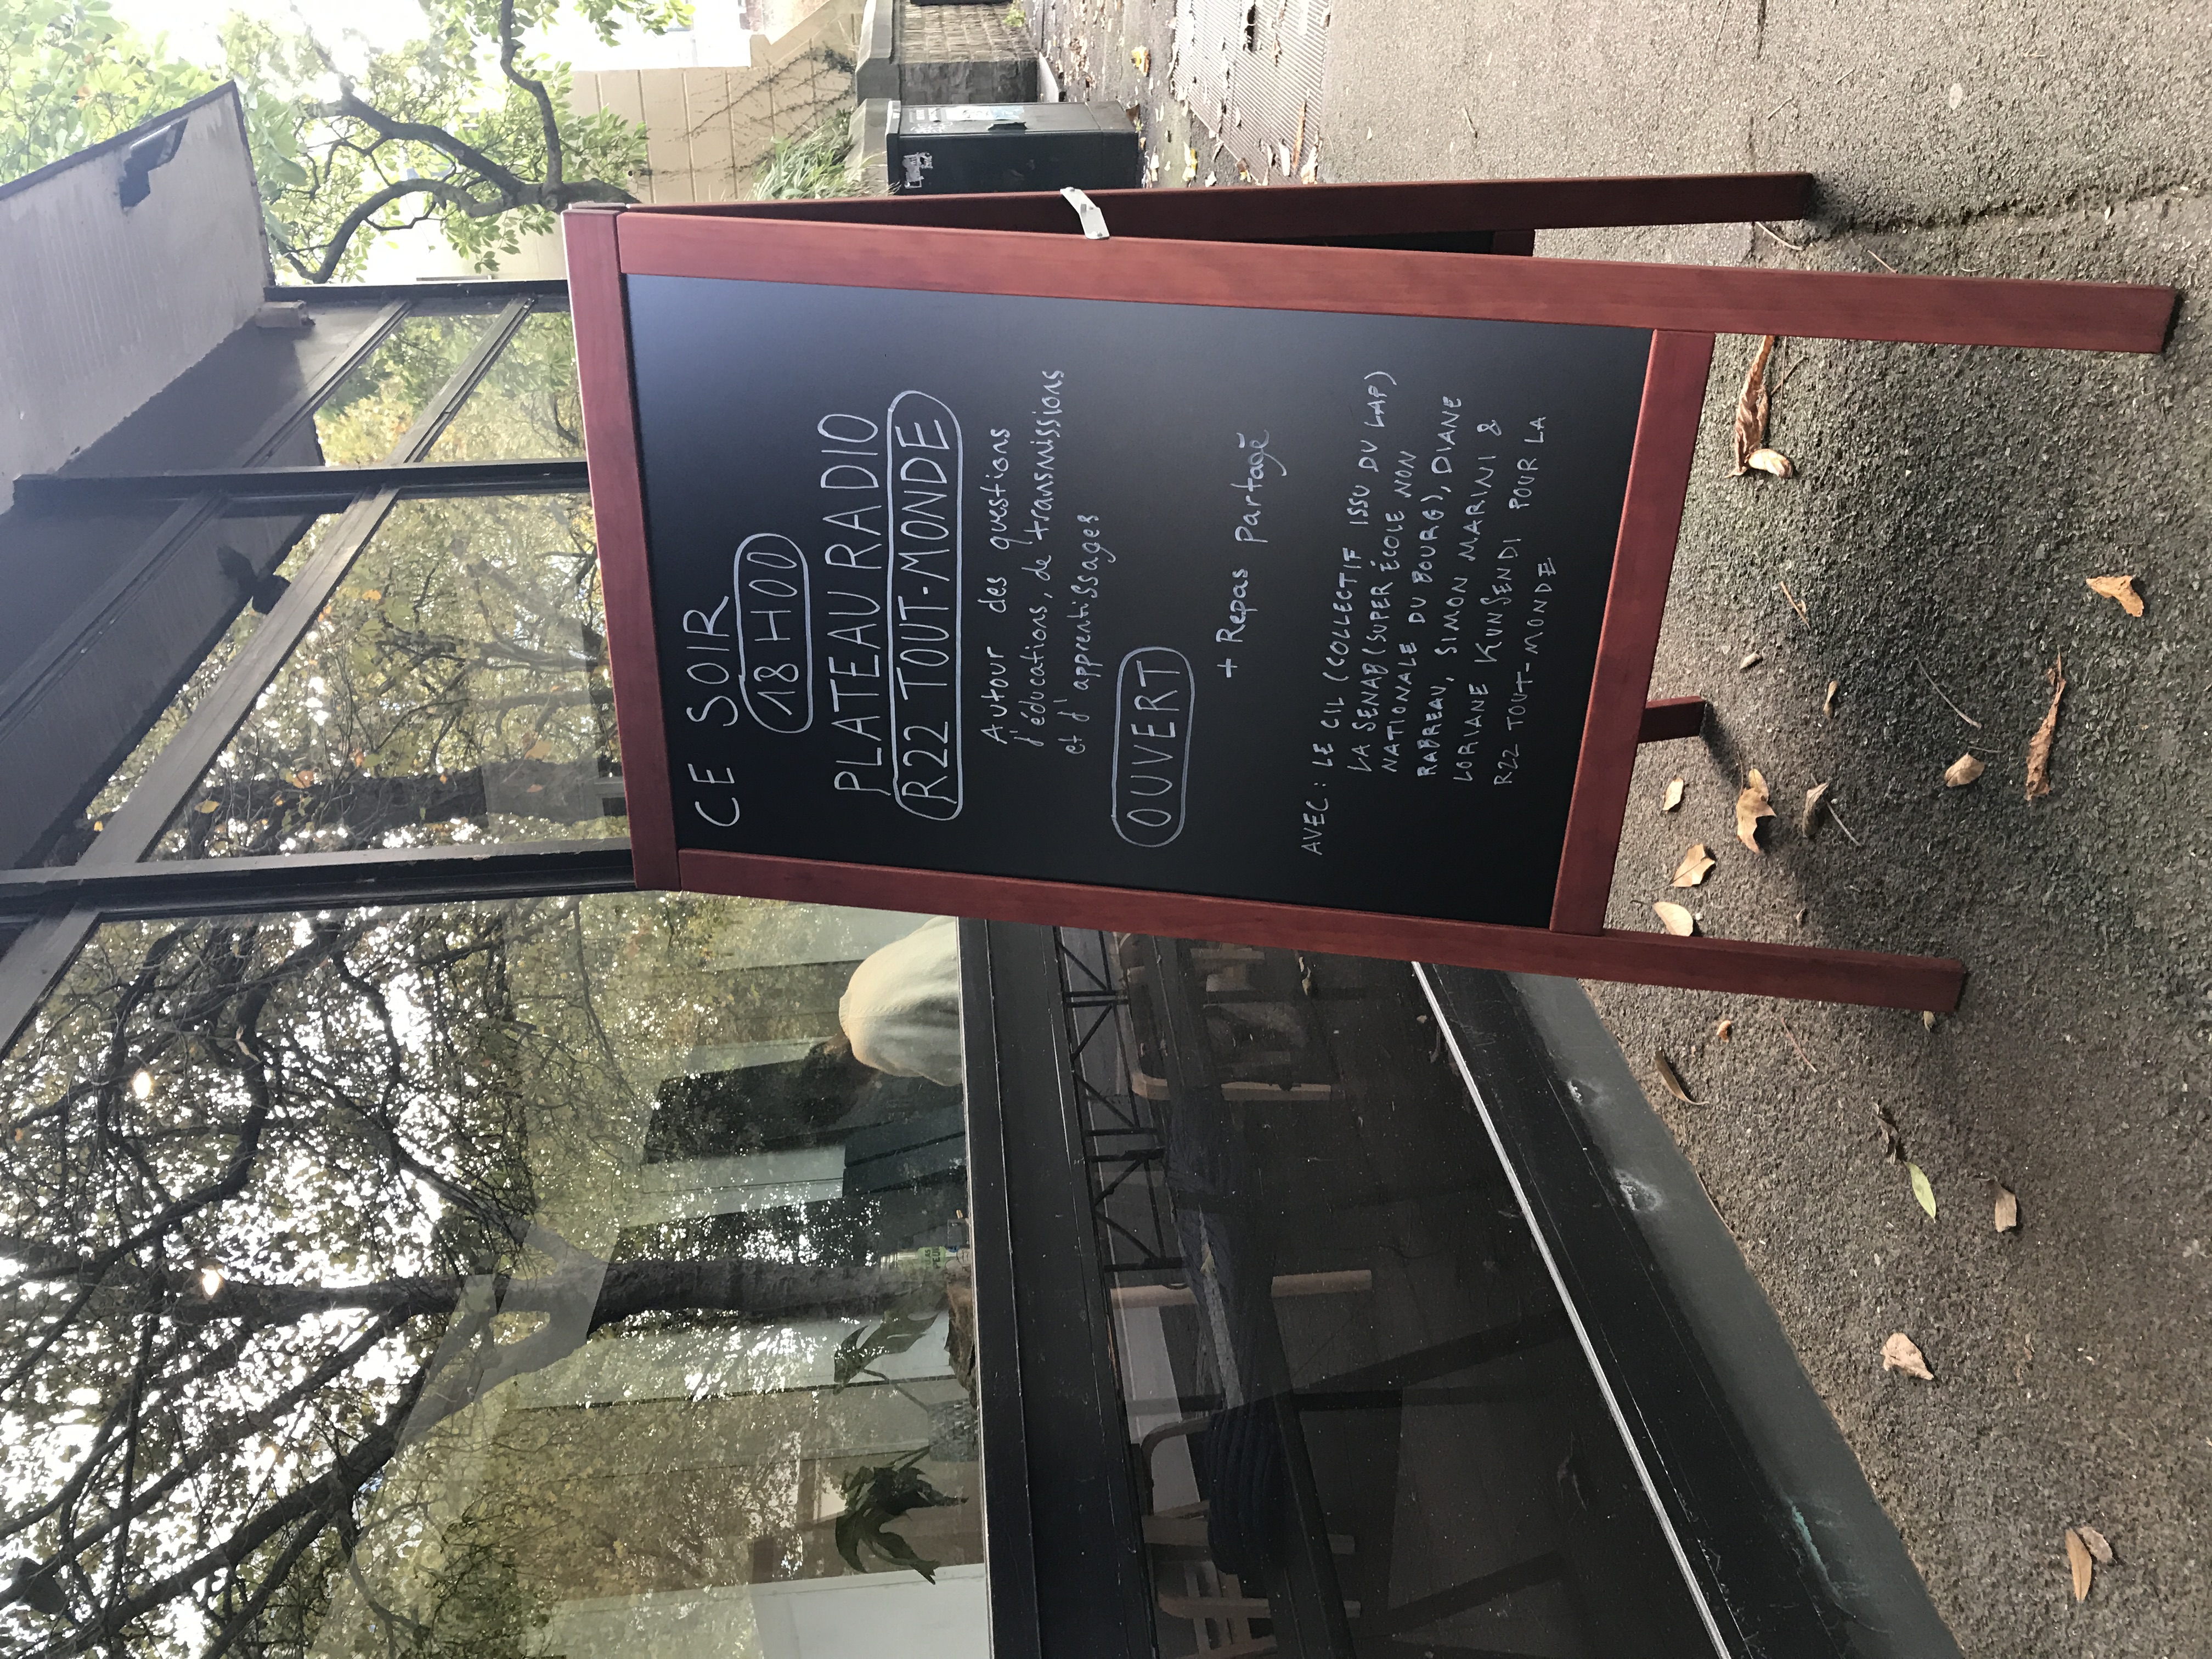 CE SOIR
18H00
PLATEAU RADIO
R22 TOUT-MONDE
Autour des questions
d'éducations, de transmissions
et d'apprentissages
OUVERT
+ Repas Partagé
AVEC : LE CIL (COLLECTIF ISSU DU LAP)
LA SENAB (SUPER ÉCOLE NON
NATIONALE DU BOURG), DIANE
RABREAU, SIMON MARINI &
LORIANE KUNSENDI POUR LA
R22 TOUT-MONDE